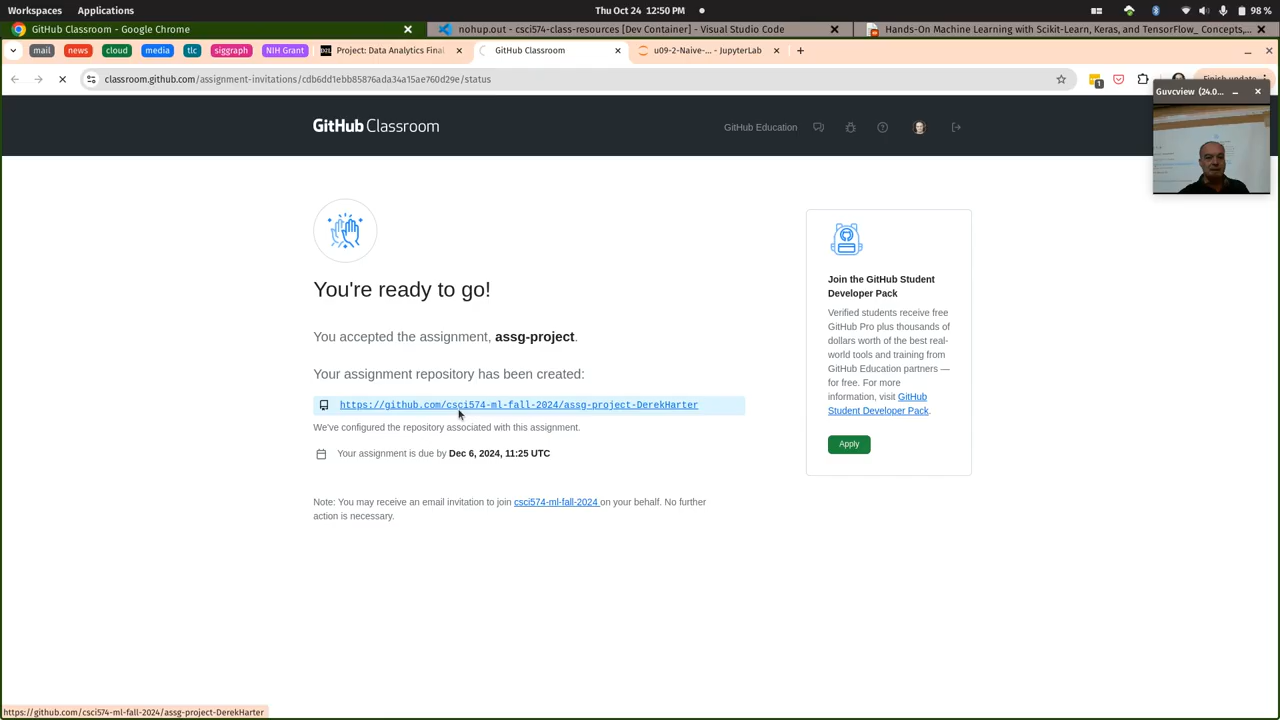 Workspaces Applications Thu Oct 24 12:50 PM 98 %
GitHub Classroom - Google Chrome nohup.out - csci574-class-resources [Dev Container] - Visual Studio Code Hands-On Machine Learning with Scikit-Learn, Keras, and TensorFlow_ Concepts,...
mail news cloud media tlc siggraph NIH Grant Project: Data Analytics Fina GitHub Classroom u09-2-Naive-... - JupyterLab
classroom.github.com/assignment-invitations/cdb6dd1ebb85876ada34a15ae760d29e/status 1 Finish update
Guvcview (24.0...
GitHub Classroom GitHub Education
You're ready to go!
You accepted the assignment, assg-project.
Your assignment repository has been created:
https://github.com/csci574-ml-fall-2024/assg-project-DerekHarter
We've configured the repository associated with this assignment.
Your assignment is due by Dec 6, 2024, 11:25 UTC
Note: You may receive an email invitation to join csci574-ml-fall-2024 on your behalf. No further
action is necessary.
Join the GitHub Student
Developer Pack
Verified students receive free
GitHub Pro plus thousands of
dollars worth of the best real-
world tools and training from
GitHub Education partners —
for free. For more
information, visit GitHub
Student Developer Pack.
Apply
https://github.com/csci574-ml-fall-2024/assg-project-DerekHarter